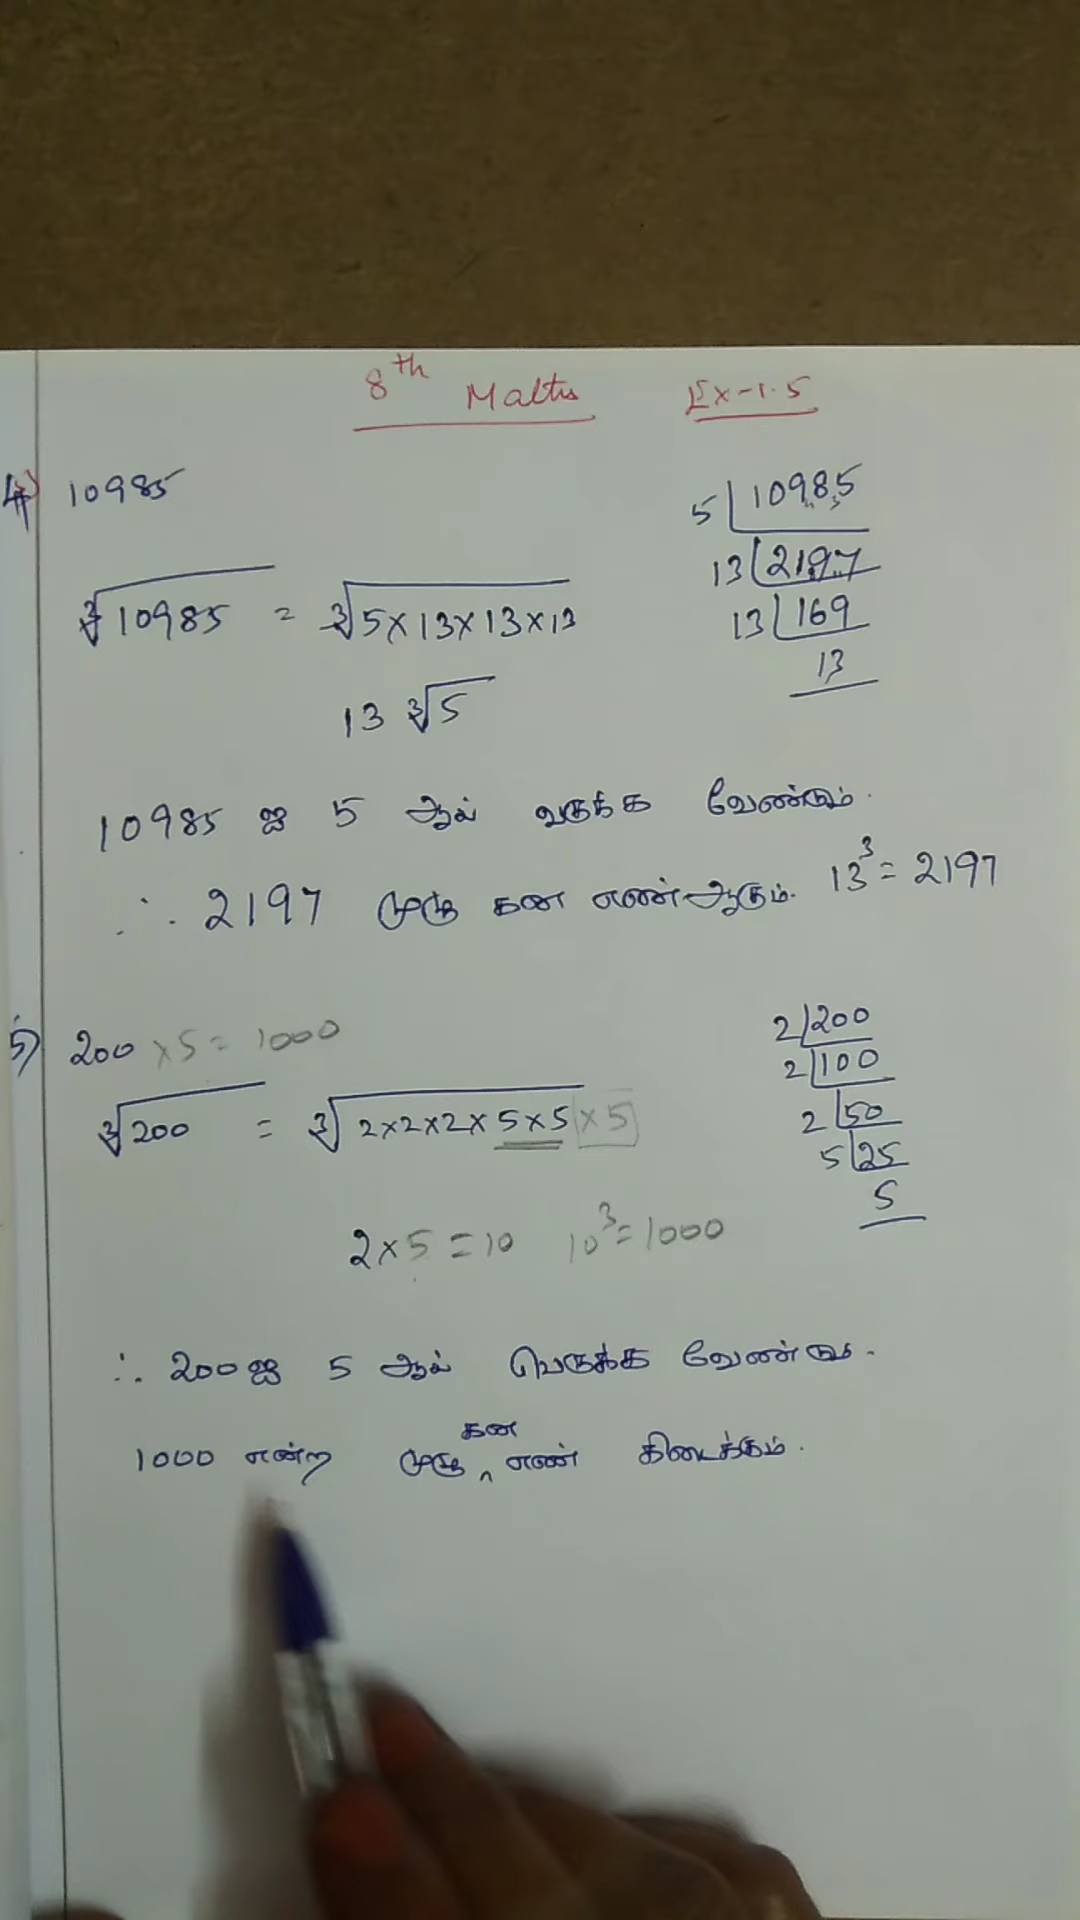 8th Maths Ex-1.5
4) 10985
∛10985 = ∛5×13×13×13
13 ∛5
5 | 10985
13 | 2197
13 | 169
13
10985 ஐ 5 ஆல் வகுக்க வேண்டும்.
∴ 2197 முழு கன எண் ஆகும். 13³ = 2197
5) 200 ×5 = 1000
∛200 = ∛2×2×2×5×5 ×5
2×5 = 10 10³ = 1000
2 | 200
2 | 100
2 | 50
5 | 25
5
∴ 200 ஐ 5 ஆல் பெருக்க வேண்டும்.
1000 என்ற முழு கன எண் கிடைக்கும்.